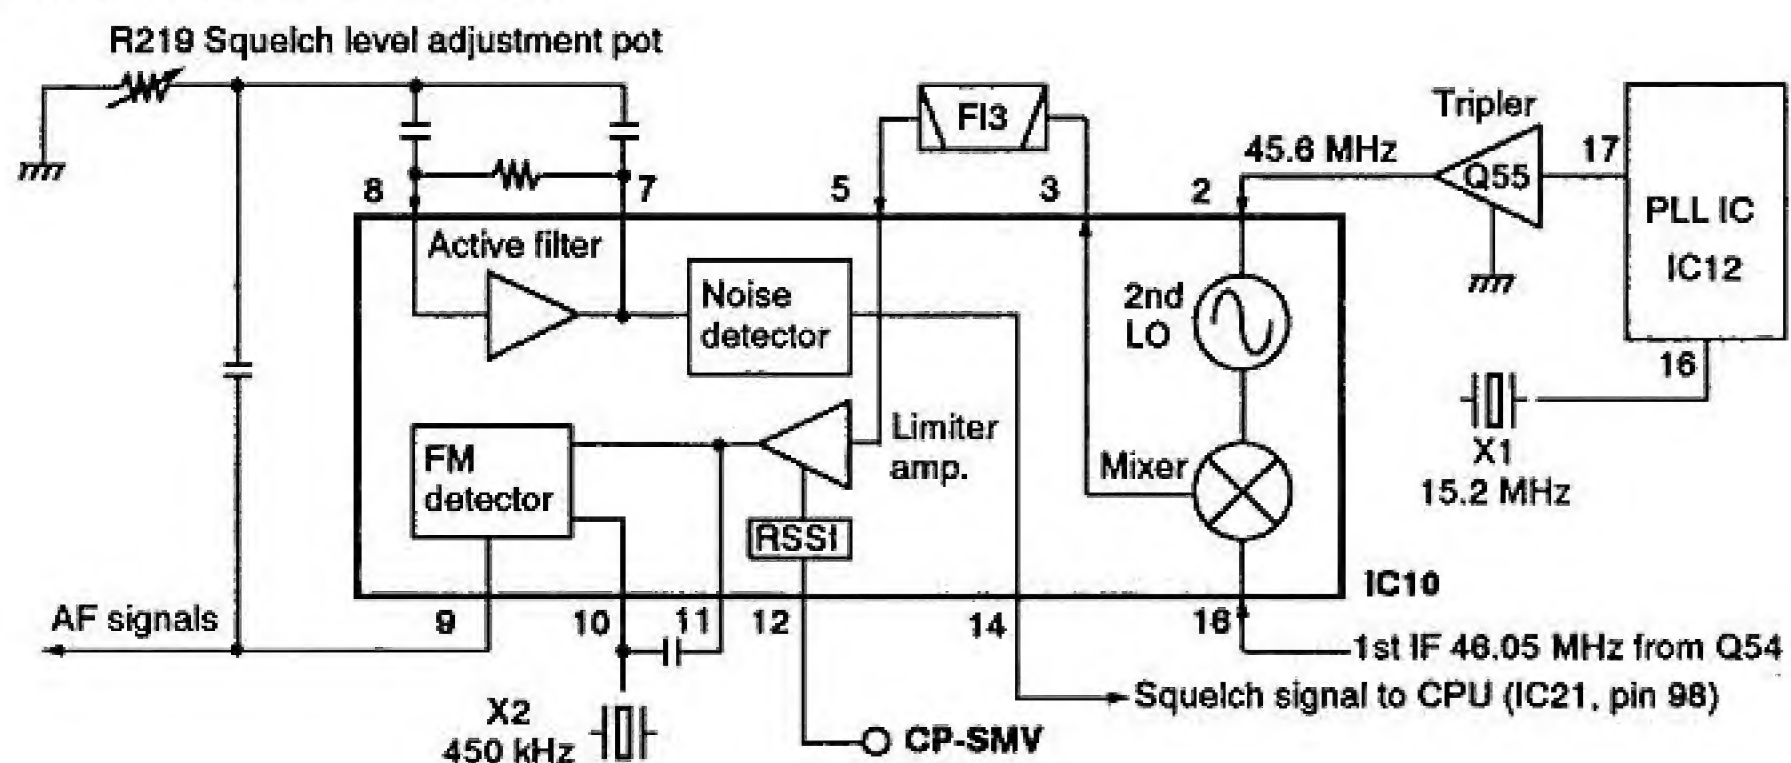 R219 Squelch level adjustment pot
FI3
Tripler
45.6 MHz
17
Q55
8
7
5
3
2
PLL IC
IC12
Active filter
Noise
detector
2nd
LO
16
FM
detector
Limiter
amp.
Mixer
X1
15.2 MHz
RSSI
IC10
AF signals
9
10
11
12
14
16
1st IF 46.05 MHz from Q54
Squelch signal to CPU (IC21, pin 98)
X2
450 kHz
CP-SMV